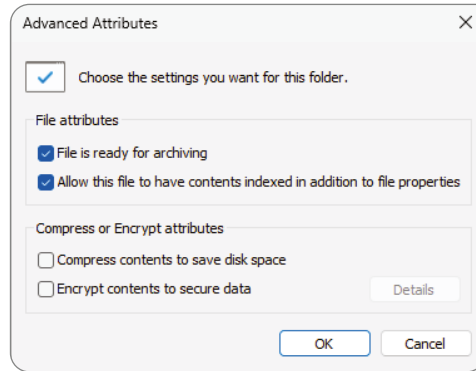 Advanced Attributes
Choose the settings you want for this folder.
File attributes
File is ready for archiving
Allow this file to have contents indexed in addition to file properties
Compress or Encrypt attributes
Compress contents to save disk space
Encrypt contents to secure data
Details
OK
Cancel